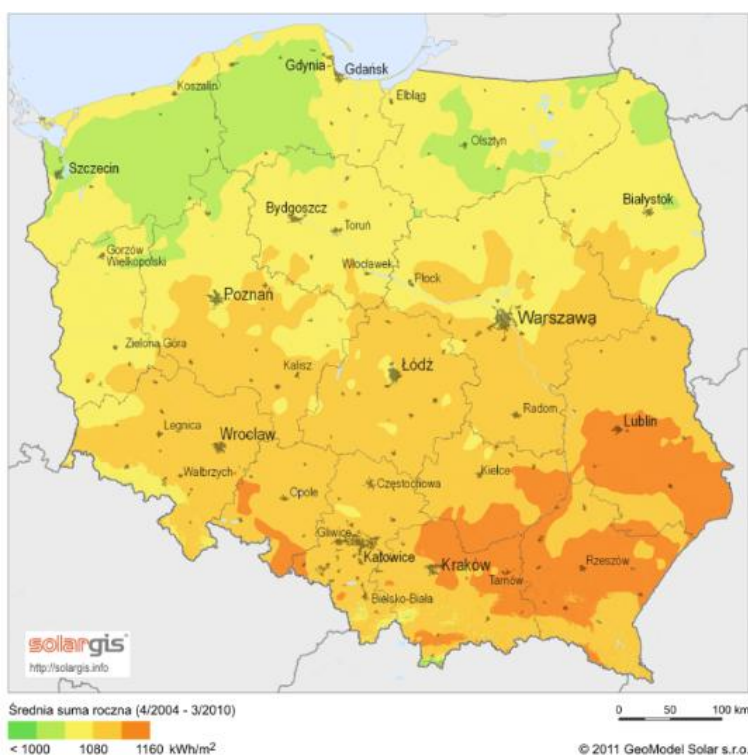 Gdynia
Gdańsk
Koszalin
Elbląg
Olsztyn
Szczecin
Białystok
Bydgoszcz
Toruń
Gorzów
Wielkopolski
Włocławek
Płock
Poznań
Warszawa
Zielona Góra
Kalisz
Łódź
Radom
Lublin
Legnica
Wrocław
Wałbrzych
Kielce
Opole
Częstochowa
Gliwice
Katowice
Kraków
Tarnów
Rzeszów
Bielsko-Biała
solargis
http://solargis.info
Średnia suma roczna (4/2004 - 3/2010)
0 50 100 km
< 1000 1080 1160 kWh/m²
© 2011 GeoModel Solar s.r.o.